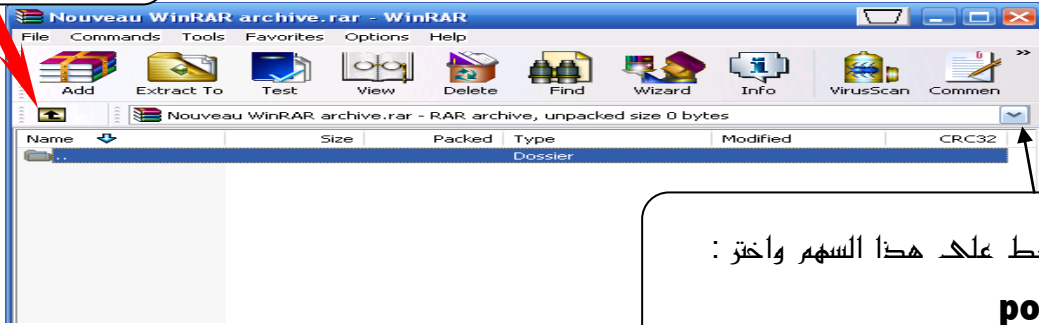 Nouveau WinRAR archive.rar - WinRAR
File Commands Tools Favorites Options Help
Add Extract To Test View Delete Find Wizard Info VirusScan Commen
Nouveau WinRAR archive.rar - RAR archive, unpacked size 0 bytes
Name Size Packed Type Modified CRC32
.. Dossier
على هذا السهم واختر :